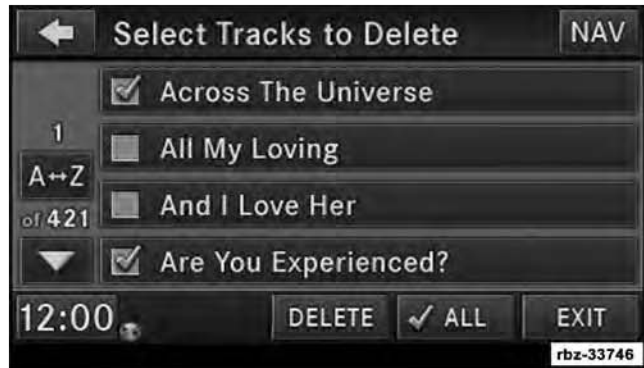 Select Tracks to Delete NAV
Across The Universe
1
All My Loving
A↔Z
And I Love Her
of 421
Are You Experienced?
12:00 DELETE ✓ ALL EXIT
rbz-33746